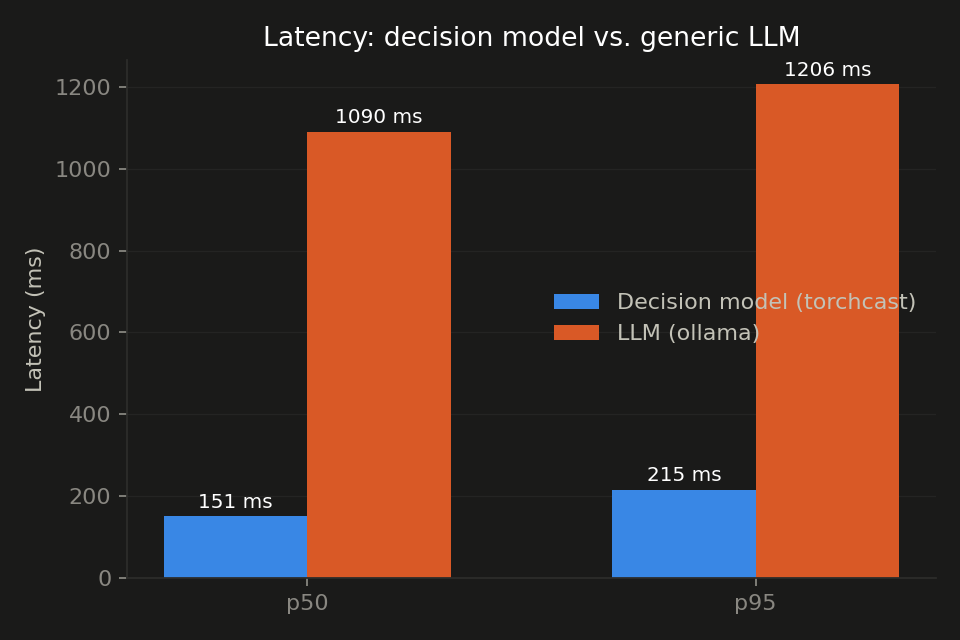 Latency: decision model vs. generic LLM
1206 ms
1200
1090 ms
1000
800
Latency (ms)
Decision model (torchcast)
600
LLM (ollama)
400
215 ms
200
151 ms
0
p50
p95